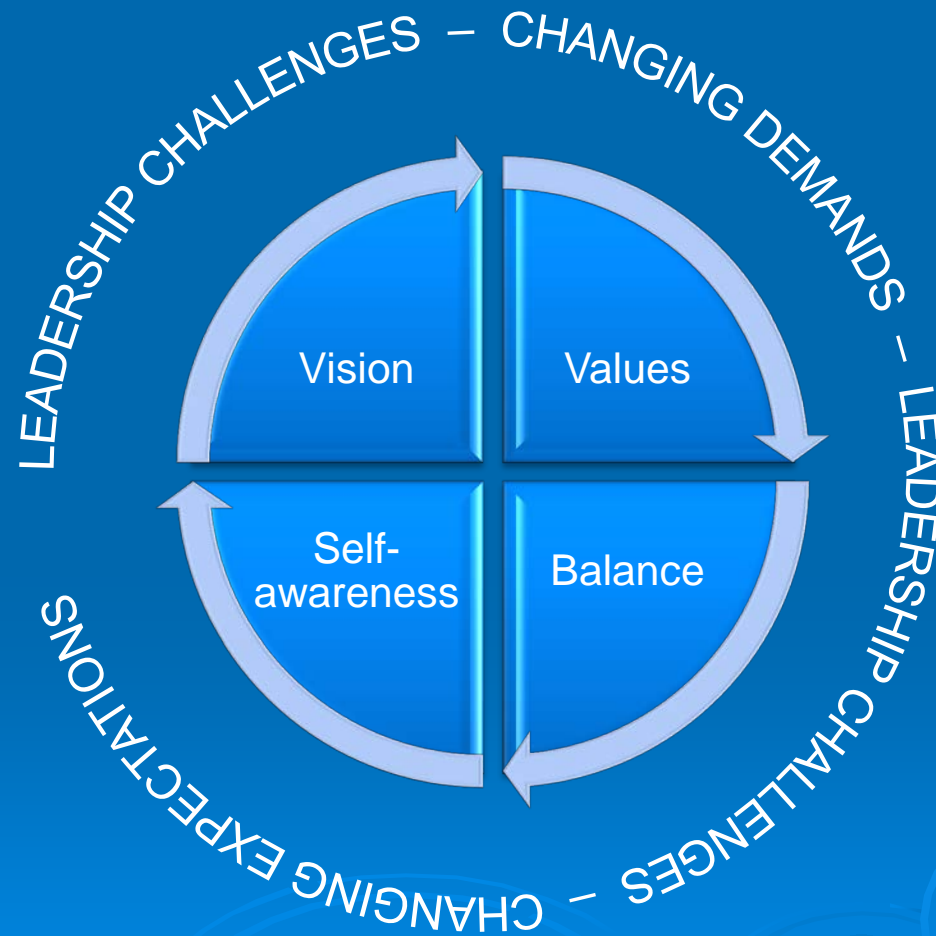 LEADERSHIP CHALLENGES – CHANGING DEMANDS – LEADERSHIP CHALLENGES – CHANGING EXPECTATIONS
Vision
Values
Self-
awareness
Balance